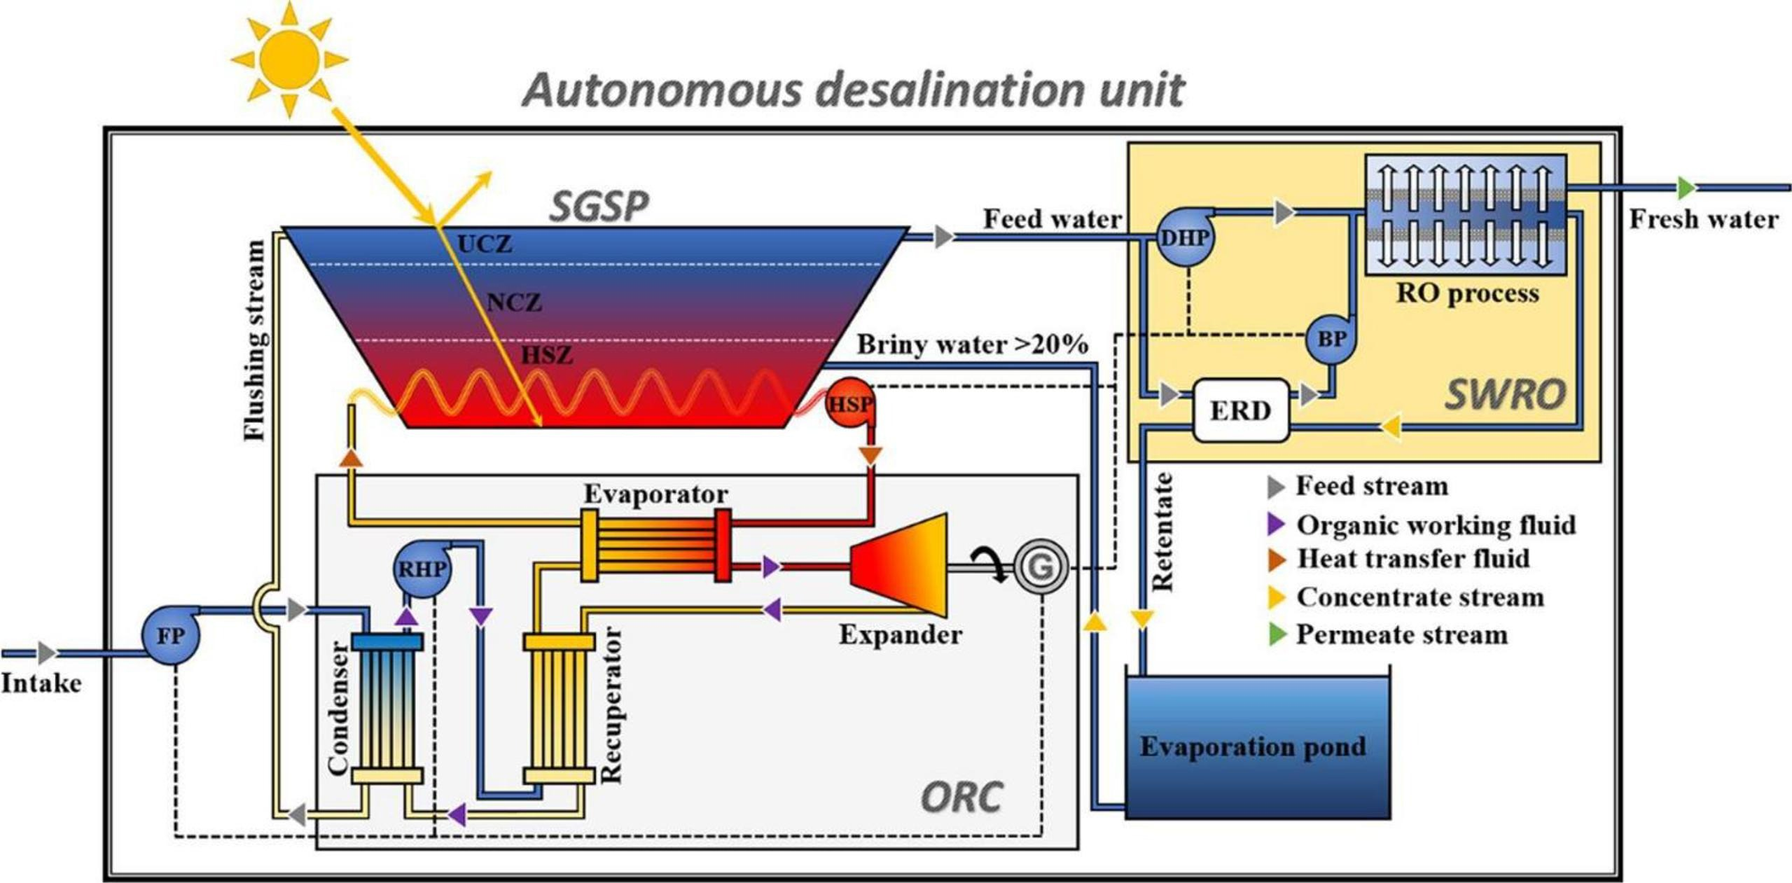 Autonomous desalination unit
SGSP
UCZ
NCZ
HSZ
Flushing stream
Feed water
Briny water >20%
HSP
DHP
BP
ERD
RO process
SWRO
Fresh water
Evaporator
RHP
G
Expander
FP
Intake
Condenser
Recuperator
ORC
Retentate
Feed stream
Organic working fluid
Heat transfer fluid
Concentrate stream
Permeate stream
Evaporation pond